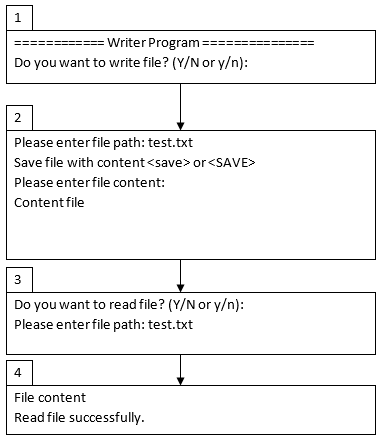 1
============ Writer Program ===============
Do you want to write file? (Y/N or y/n):
2
Please enter file path: test.txt
Save file with content <save> or <SAVE>
Please enter file content:
Content file
3
Do you want to read file? (Y/N or y/n):
Please enter file path: test.txt
4
File content
Read file successfully.